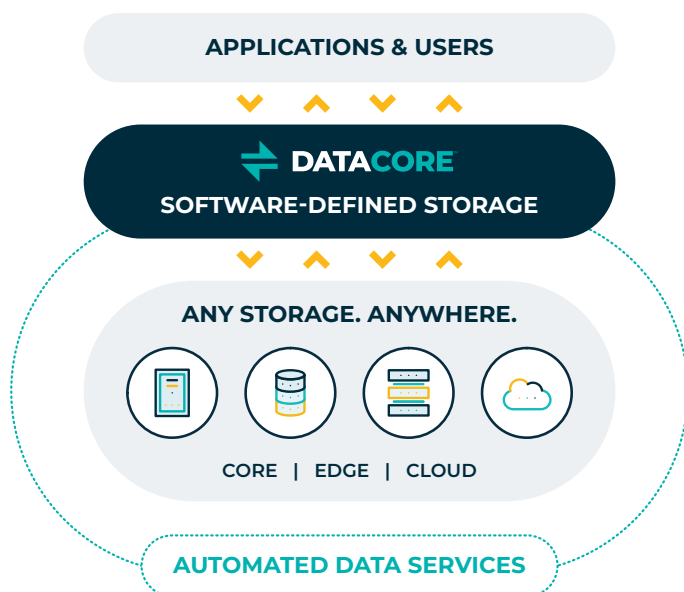 APPLICATIONS & USERS
DATACORE
SOFTWARE-DEFINED STORAGE
ANY STORAGE. ANYWHERE.
CORE | EDGE | CLOUD
AUTOMATED DATA SERVICES